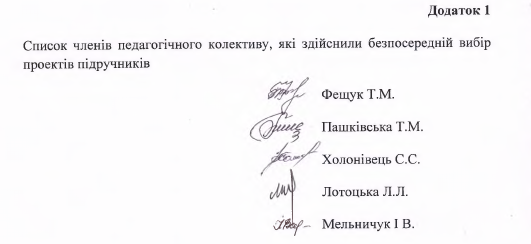 Додаток 1
Список членів педагогічного колективу, які здійснили безпосередній вибір
проектів підручників
Фещук Т.М.
Пашківська Т.М.
Холонівець С.С.
Лотоцька Л.Л.
Мельничук І В.